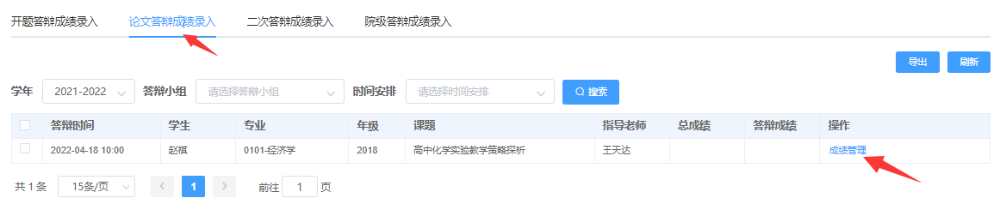 开题答辩成绩录入 论文答辩成绩录入 二次答辩成绩录入 院级答辩成绩录入
导出 刷新
学年 2021-2022 答辩小组 请选择答辩小组 时间安排 请选择时间安排 搜索
答辩时间 学生 专业 年级 课题 指导老师 总成绩 答辩成绩 操作
2022-04-18 10:00 赵祺 0101-经济学 2018 高中化学实验教学策略探析 王天达 成绩管理
共 1 条 15条/页 1 前往 1 页